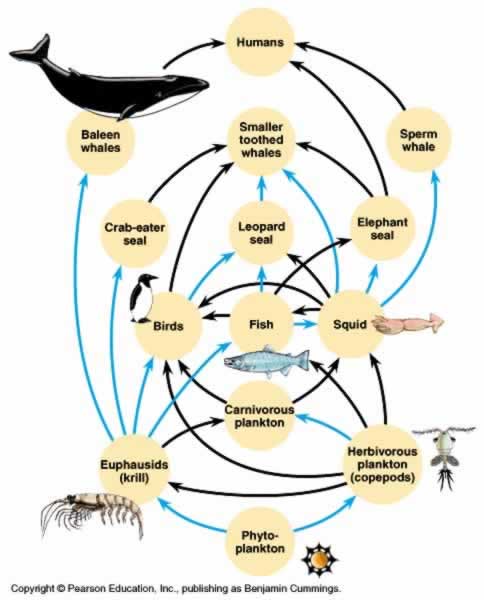 Humans
Baleen
whales
Smaller
toothed
whales
Sperm
whale
Crab-eater
seal
Leopard
seal
Elephant
seal
Birds
Fish
Squid
Carnivorous
plankton
Euphausids
(krill)
Herbivorous
plankton
(copepods)
Phyto-
plankton
Copyright © Pearson Education, Inc., publishing as Benjamin Cummings.